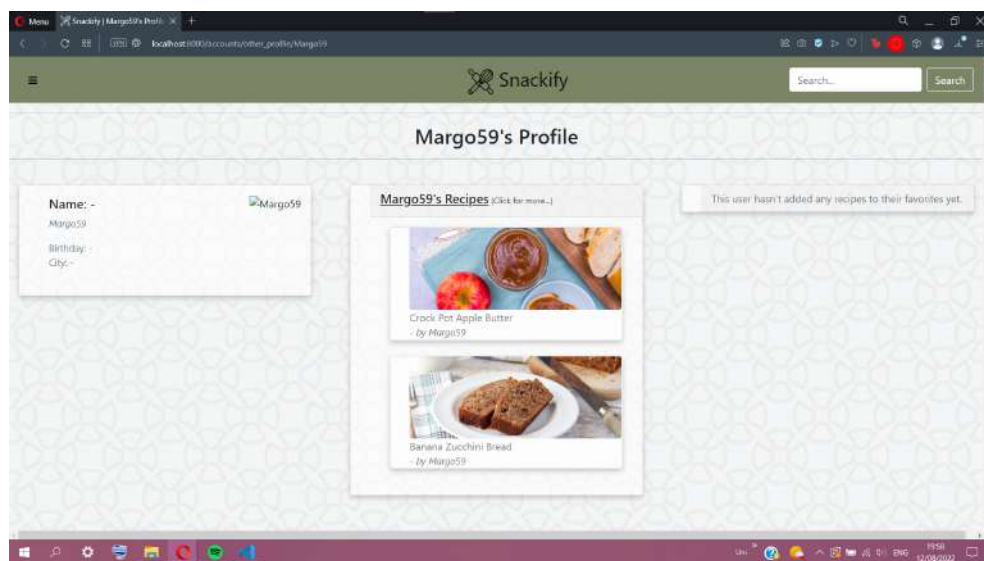 Menu
Snackify | Margo59's Profil
localhost:8000/accounts/other_profile/Margo59
Snackify
Search...
Search
Margo59's Profile
Name: -
Margo59
Margo59
Birthday: -
City: -
Margo59's Recipes (Click for more...)
Crock Pot Apple Butter
- by Margo59
Banana Zucchini Bread
- by Margo59
This user hasn't added any recipes to their favorites yet.
Uni
ENG
19:58
12/08/2022